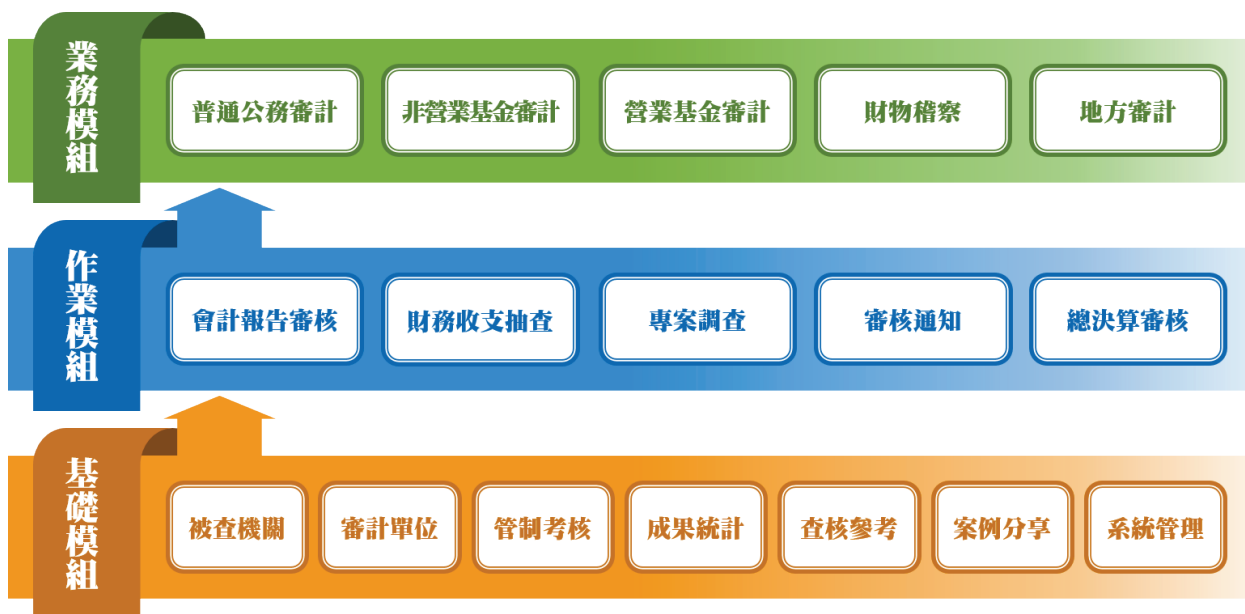 業務模組
普通公務審計
非營業基金審計
營業基金審計
財物稽察
地方審計
作業模組
會計報告審核
財務收支抽查
專案調查
審核通知
總決算審核
基礎模組
被查機關
審計單位
管制考核
成果統計
查核參考
案例分享
系統管理